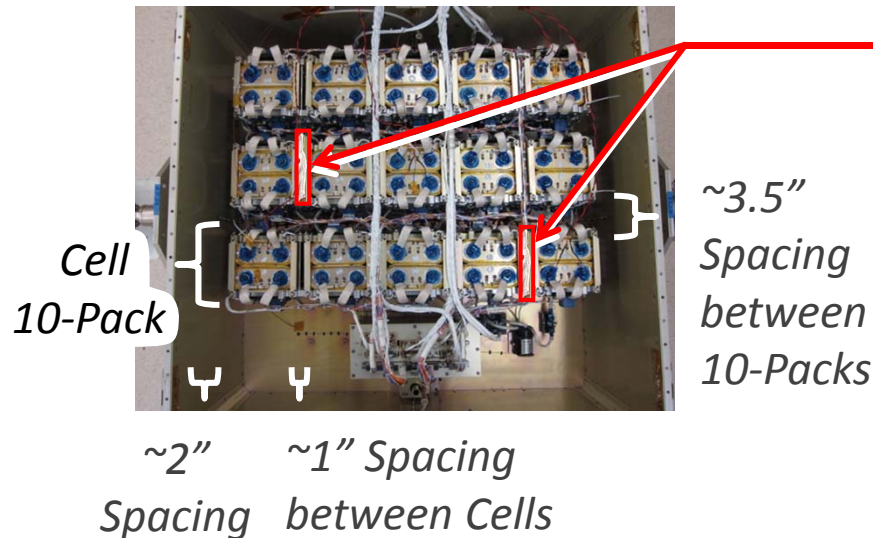 Cell
10-Pack
~3.5”
Spacing
between
10-Packs
~2”
Spacing
~1” Spacing
between Cells